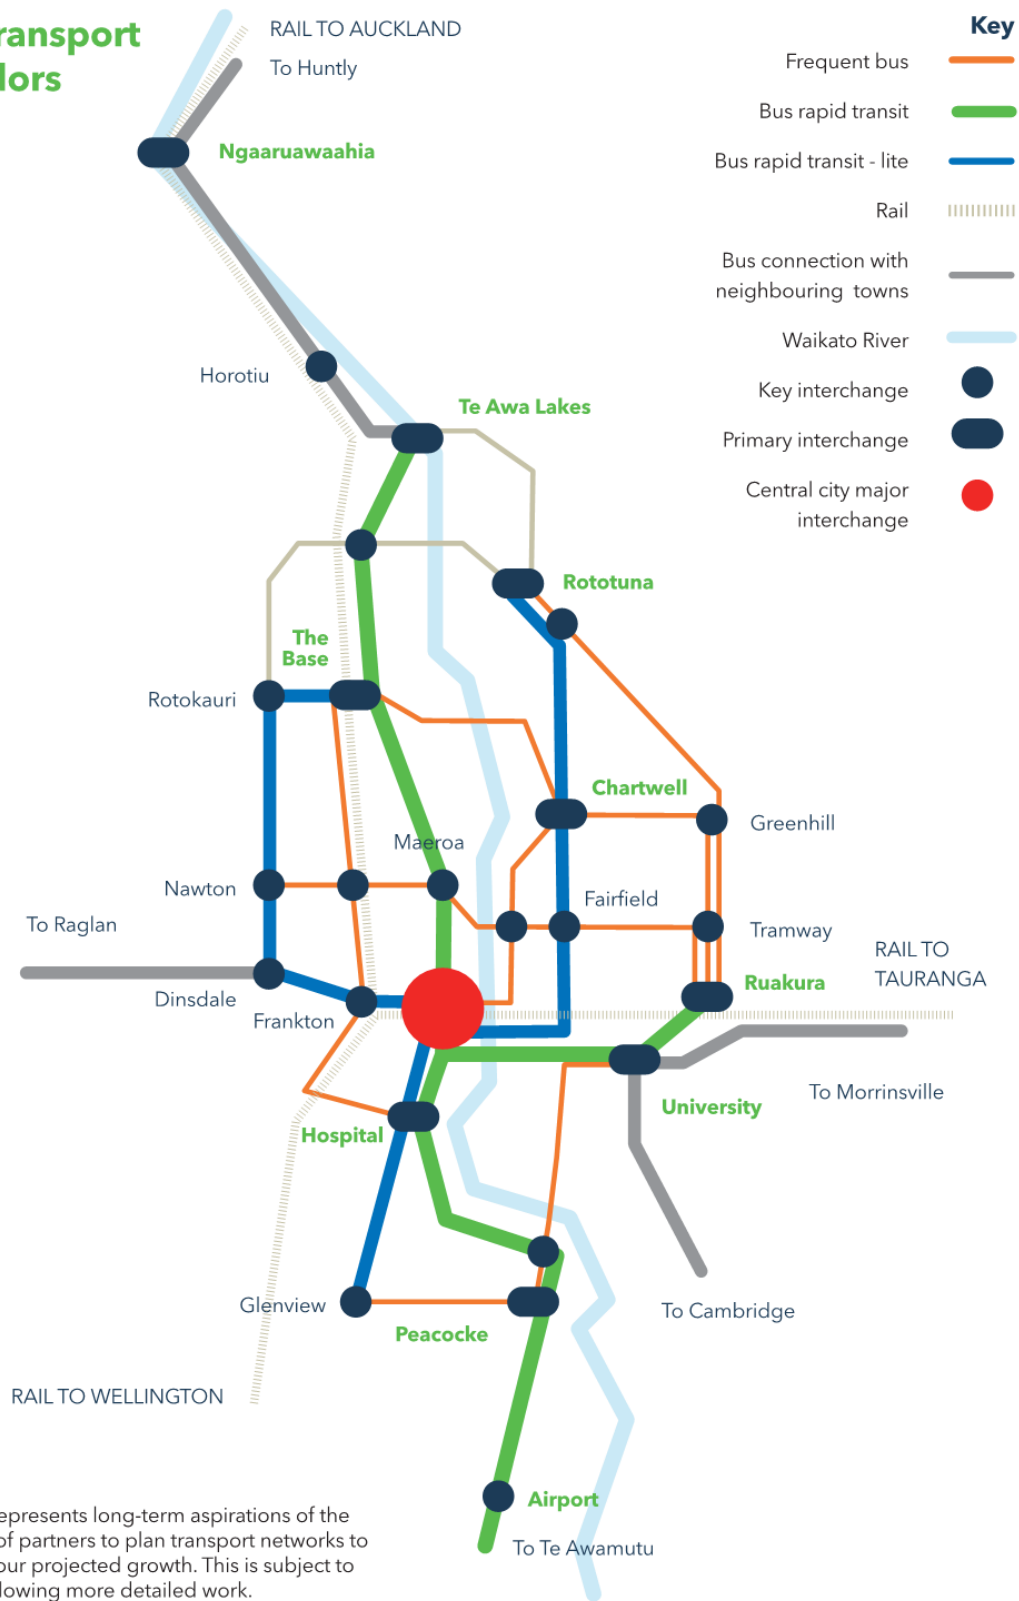 ransport
dors
RAIL TO AUCKLAND
To Huntly
Ngaaruawaahia
Key
Frequent bus
Bus rapid transit
Bus rapid transit - lite
Rail
Bus connection with
neighbouring towns
Waikato River
Key interchange
Primary interchange
Central city major
interchange
Horotiu
Te Awa Lakes
Rototuna
The
Base
Rotokauri
Chartwell
Greenhill
Maeroa
Nawton
Fairfield
To Raglan
Tramway
RAIL TO
TAURANGA
Dinsdale
Ruakura
Frankton
To Morrinsville
University
Hospital
Glenview
To Cambridge
Peacocke
RAIL TO WELLINGTON
Airport
To Te Awamutu
epresents long-term aspirations of the
of partners to plan transport networks to
our projected growth. This is subject to
lowing more detailed work.